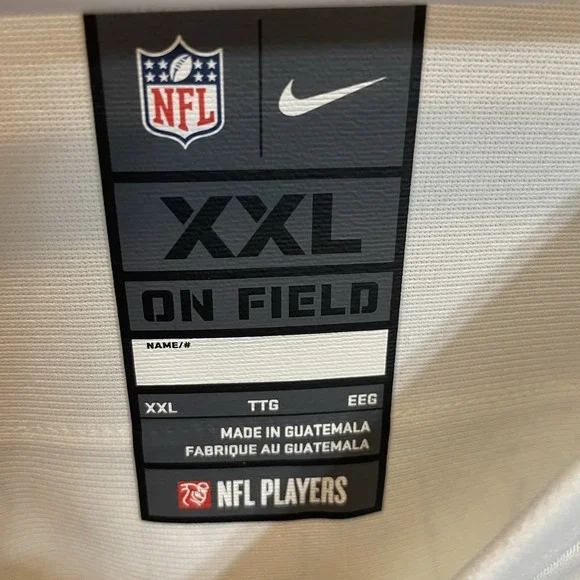 NFL
XXL
ON FIELD
NAME/#
XXL TTG EEG
MADE IN GUATEMALA
FABRIQUE AU GUATEMALA
NFL PLAYERS